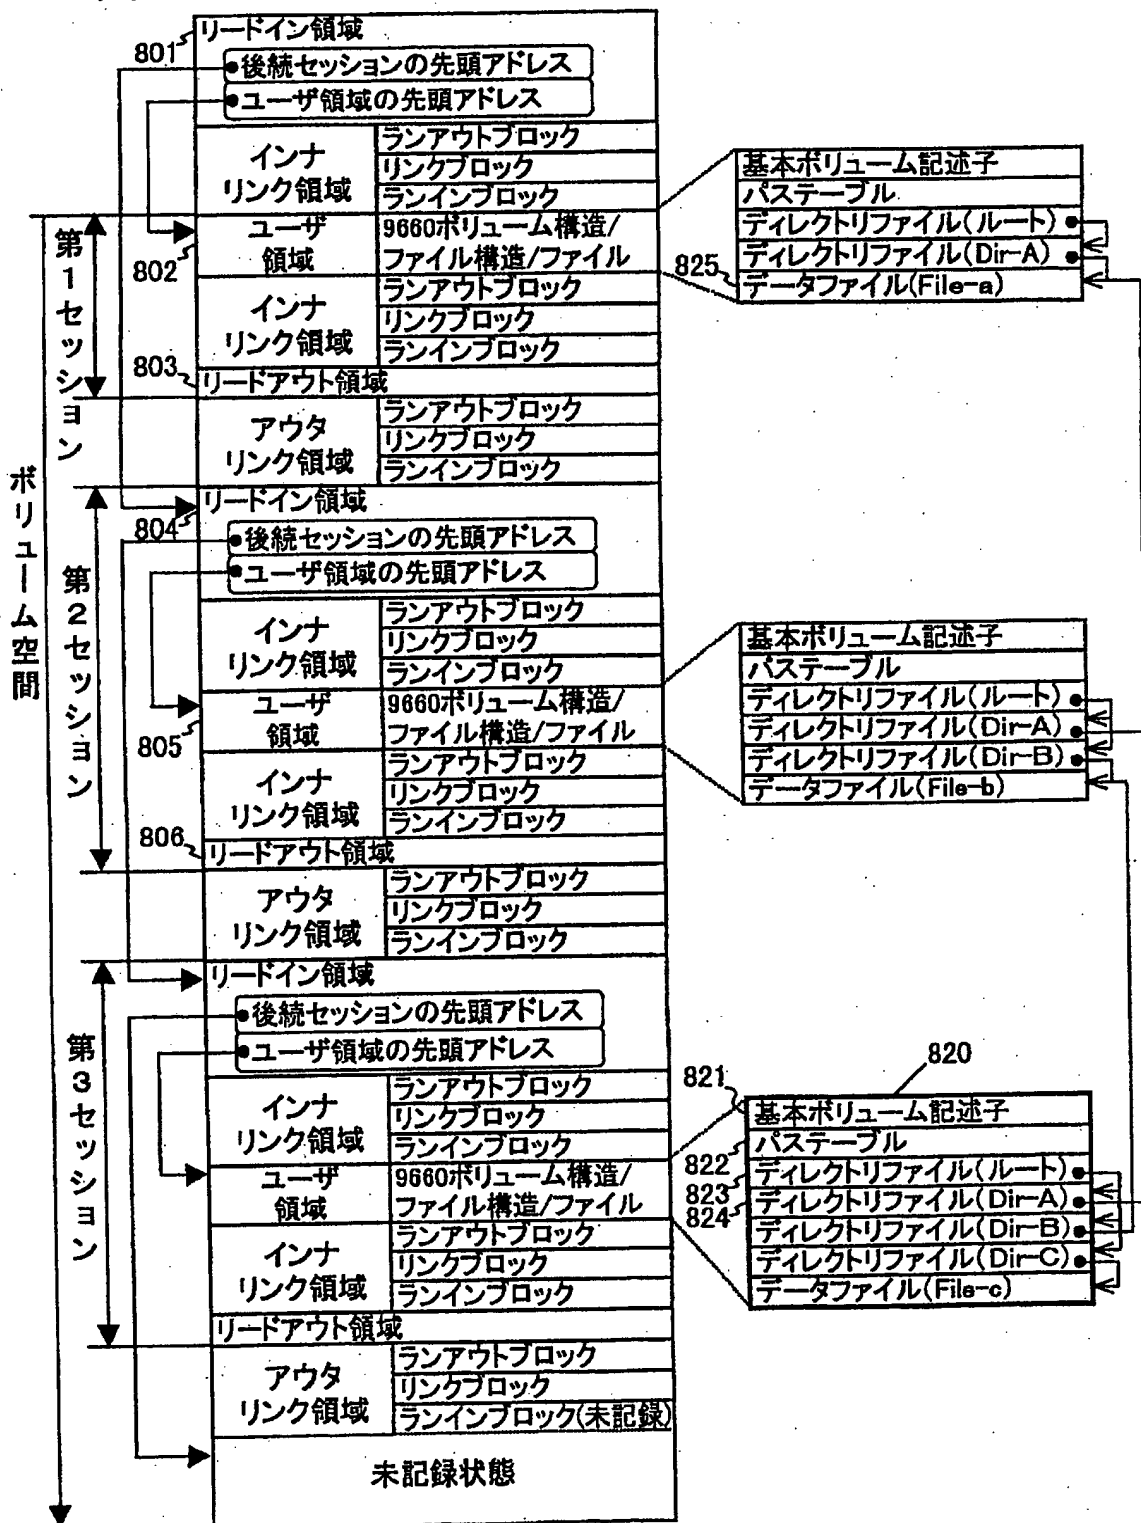 801
リードイン領域
後続セッションの先頭アドレス
ユーザ領域の先頭アドレス
インナ
リンク領域
ランアウトブロック
リンクブロック
ランインブロック
ボリューム空間
第1セッション
802
ユーザ
領域
9660ボリューム構造/
ファイル構造/ファイル
インナ
リンク領域
ランアウトブロック
リンクブロック
ランインブロック
803
リードアウト領域
アウタ
リンク領域
ランアウトブロック
リンクブロック
ランインブロック
基本ボリューム記述子
パステーブル
ディレクトリファイル(ルート)
ディレクトリファイル(Dir-A)
825
データファイル(File-a)
第2セッション
804
リードイン領域
後続セッションの先頭アドレス
ユーザ領域の先頭アドレス
インナ
リンク領域
ランアウトブロック
リンクブロック
ランインブロック
805
ユーザ
領域
9660ボリューム構造/
ファイル構造/ファイル
インナ
リンク領域
ランアウトブロック
リンクブロック
ランインブロック
806
リードアウト領域
アウタ
リンク領域
ランアウトブロック
リンクブロック
ランインブロック
基本ボリューム記述子
パステーブル
ディレクトリファイル(ルート)
ディレクトリファイル(Dir-A)
ディレクトリファイル(Dir-B)
データファイル(File-b)
第3セッション
リードイン領域
後続セッションの先頭アドレス
ユーザ領域の先頭アドレス
インナ
リンク領域
ランアウトブロック
リンクブロック
ランインブロック
ユーザ
領域
9660ボリューム構造/
ファイル構造/ファイル
インナ
リンク領域
ランアウトブロック
リンクブロック
ランインブロック
リードアウト領域
アウタ
リンク領域
ランアウトブロック
リンクブロック
ランインブロック(未記録)
未記録状態
820
821
基本ボリューム記述子
822
パステーブル
823
ディレクトリファイル(ルート)
824
ディレクトリファイル(Dir-A)
ディレクトリファイル(Dir-B)
ディレクトリファイル(Dir-C)
データファイル(File-c)